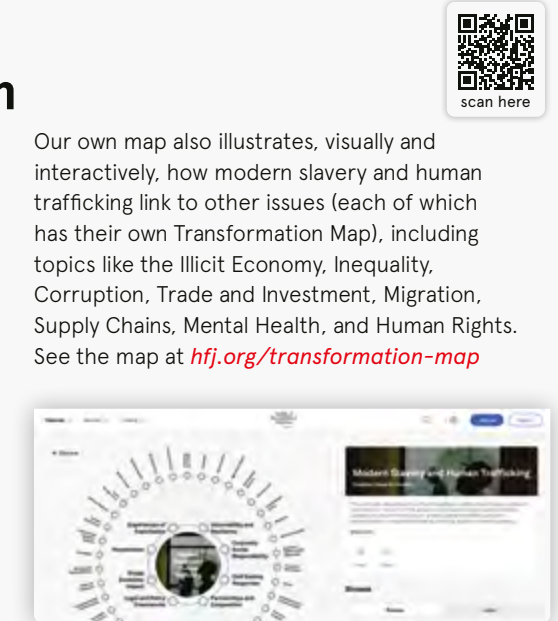 scan here
n
Our own map also illustrates, visually and
interactively, how modern slavery and human
trafficking link to other issues (each of which
has their own Transformation Map), including
topics like the Illicit Economy, Inequality,
Corruption, Trade and Investment, Migration,
Supply Chains, Mental Health, and Human Rights.
See the map at hfj.org/transformation-map
Modern Slavery and Human Trafficking